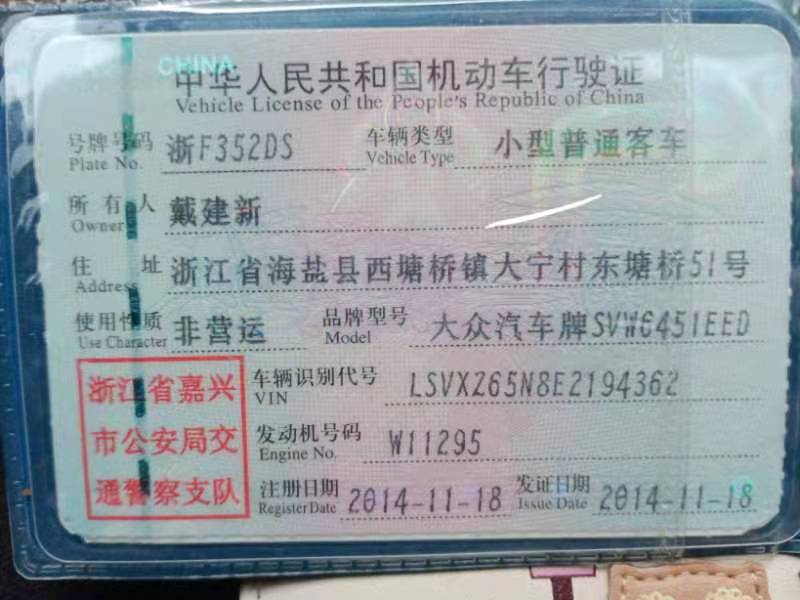 CHINA
中华人民共和国机动车行驶证
Vehicle License of the People's Republic of China
号牌号码 浙F352DS 车辆类型 小型普通客车
Plate No. Vehicle Type
所有人 戴建新
Owner
住址 浙江省海盐县西塘桥镇大宁村东塘桥51号
Address
使用性质 非营运 品牌型号 大众汽车牌SVW6451EED
Use Character Model
浙江省嘉兴 车辆识别代号 LSVXZ65N8E2194362
VIN
市公安局交 发动机号码 W11295
Engine No.
通警察支队 注册日期 2014-11-18 发证日期 2014-11-18
Register Date Issue Date